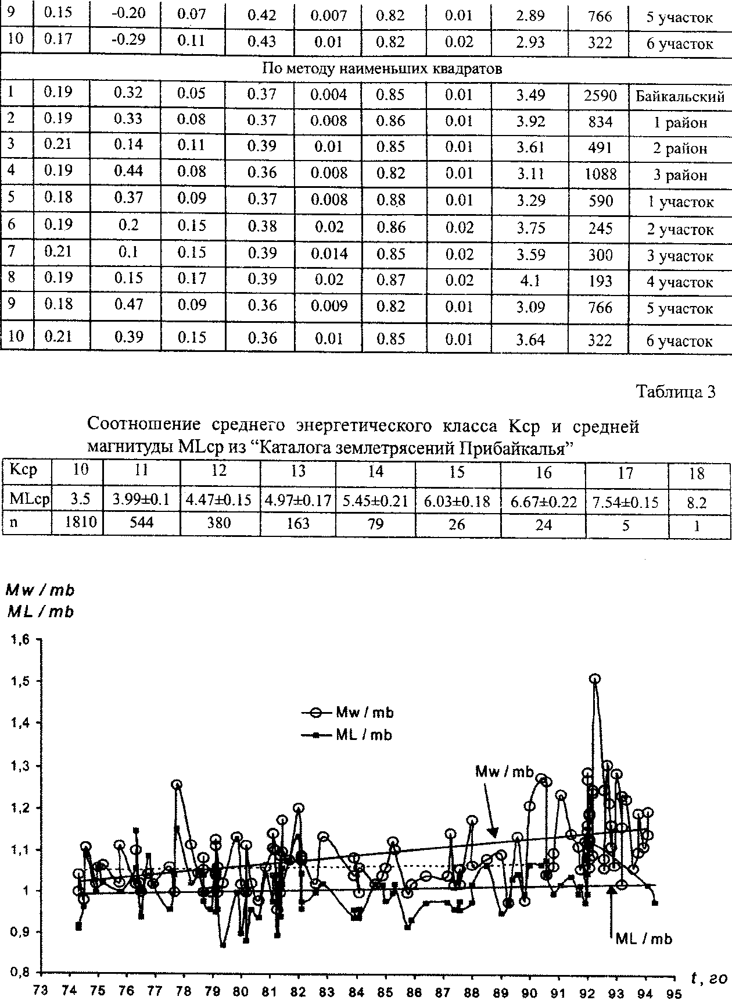 9 0.15 -0.20 0.07 0.42 0.007 0.82 0.01 2.89 766 5 участок
10 0.17 -0.29 0.11 0.43 0.01 0.82 0.02 2.93 322 6 участок
По методу наименьших квадратов
1 0.19 0.32 0.05 0.37 0.004 0.85 0.01 3.49 2590 Байкальский
2 0.19 0.33 0.08 0.37 0.008 0.86 0.01 3.92 834 1 район
3 0.21 0.14 0.11 0.39 0.01 0.85 0.01 3.61 491 2 район
4 0.19 0.44 0.08 0.36 0.008 0.82 0.01 3.11 1088 3 район
5 0.18 0.37 0.09 0.37 0.008 0.88 0.01 3.29 590 1 участок
6 0.19 0.2 0.15 0.38 0.02 0.86 0.02 3.75 245 2 участок
7 0.21 0.1 0.15 0.39 0.014 0.85 0.02 3.59 300 3 участок
8 0.19 0.15 0.17 0.39 0.02 0.87 0.02 4.1 193 4 участок
9 0.18 0.47 0.09 0.36 0.009 0.82 0.01 3.09 766 5 участок
10 0.21 0.39 0.15 0.36 0.01 0.85 0.01 3.64 322 6 участок
Таблица 3
Соотношение среднего энергетического класса Кср и средней
магнитуды MLср из “Каталога землетрясений Прибайкалья”
Кср 10 11 12 13 14 15 16 17 18
MLср 3.5 3.99±0.1 4.47±0.15 4.97±0.17 5.45±0.21 6.03±0.18 6.67±0.22 7.54±0.15 8.2
n 1810 544 380 163 79 26 24 5 1
Mw / mb
ML / mb
1,6
1,5
1,4
1,3
1,2
1,1
1
0,9
0,8
Mw / mb
ML / mb
Mw / mb
ML / mb
73 74 75 76 77 78 79 80 81 82 83 84 85 86 87 88 89 90 91 92 93 94 95
t, го